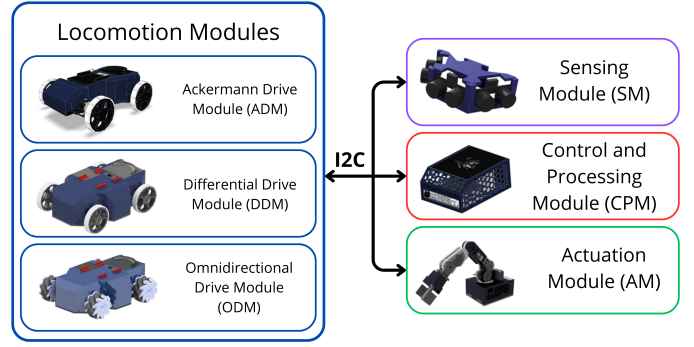 Locomotion Modules
Ackermann Drive
Module (ADM)
Differential Drive
Module (DDM)
Omnidirectional
Drive Module
(ODM)
I2C
Sensing
Module (SM)
Control and
Processing
Module (CPM)
Actuation
Module (AM)